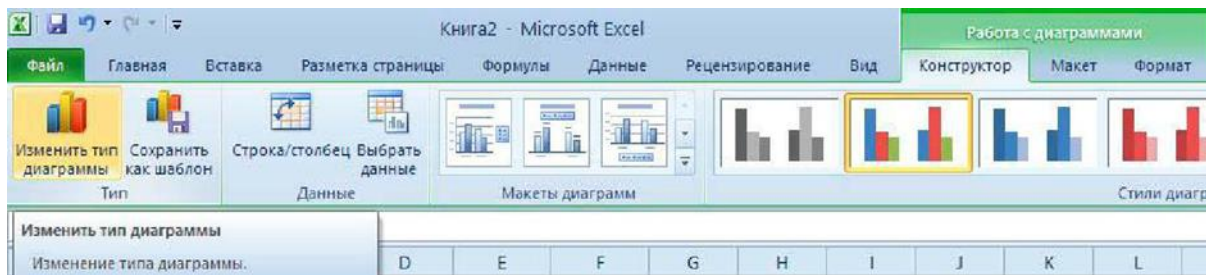 Книга2 - Microsoft Excel
Работа с диаграммами
Файл Главная Вставка Разметка страницы Формулы Данные Рецензирование Вид Конструктор Макет Формат
Изменить тип диаграммы
Сохранить как шаблон
Строка/столбец
Выбрать данные
Тип Данные Макеты диаграмм Стили диагр
Изменить тип диаграммы
Изменение типа диаграммы.
D E F G H I J K L